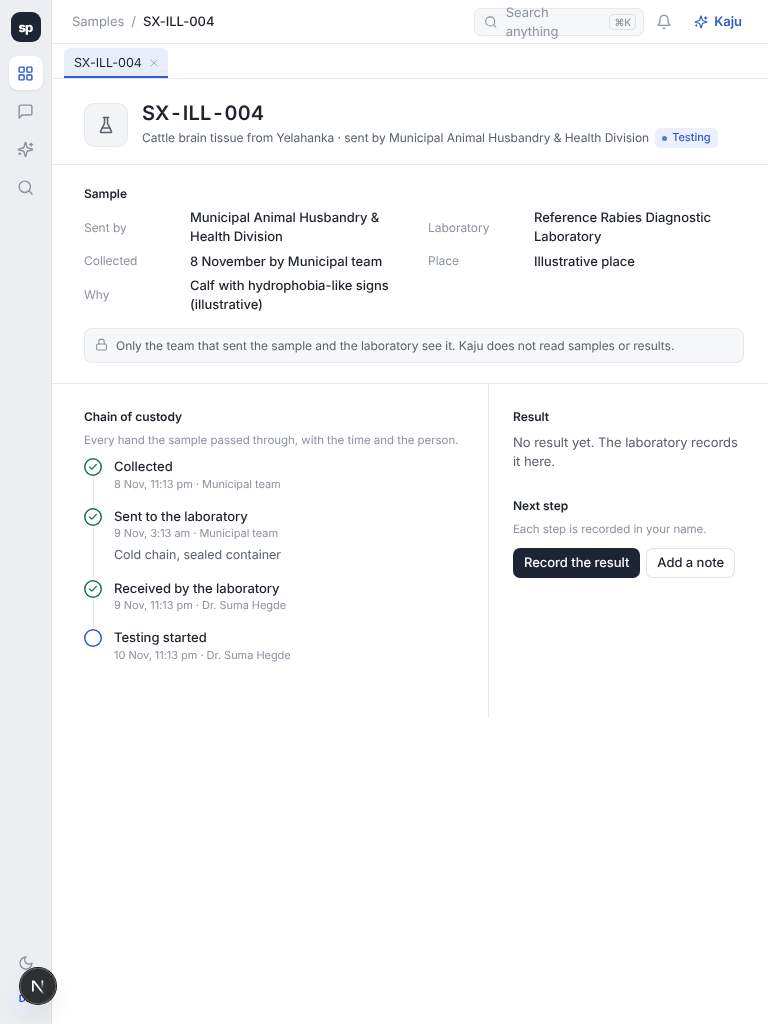 sp
Samples / SX-ILL-004
Search anything
⌘K
Kaju
SX-ILL-004
SX-ILL-004
Cattle brain tissue from Yelahanka · sent by Municipal Animal Husbandry & Health Division
Testing
Sample
Sent by
Municipal Animal Husbandry &
Health Division
Laboratory
Reference Rabies Diagnostic
Laboratory
Collected
8 November by Municipal team
Place
Illustrative place
Why
Calf with hydrophobia-like signs
(illustrative)
Only the team that sent the sample and the laboratory see it. Kaju does not read samples or results.
Chain of custody
Every hand the sample passed through, with the time and the person.
Collected
8 Nov, 11:13 pm · Municipal team
Sent to the laboratory
9 Nov, 3:13 am · Municipal team
Cold chain, sealed container
Received by the laboratory
9 Nov, 11:13 pm · Dr. Suma Hegde
Testing started
10 Nov, 11:13 pm · Dr. Suma Hegde
Result
No result yet. The laboratory records
it here.
Next step
Each step is recorded in your name.
Record the result
Add a note
N